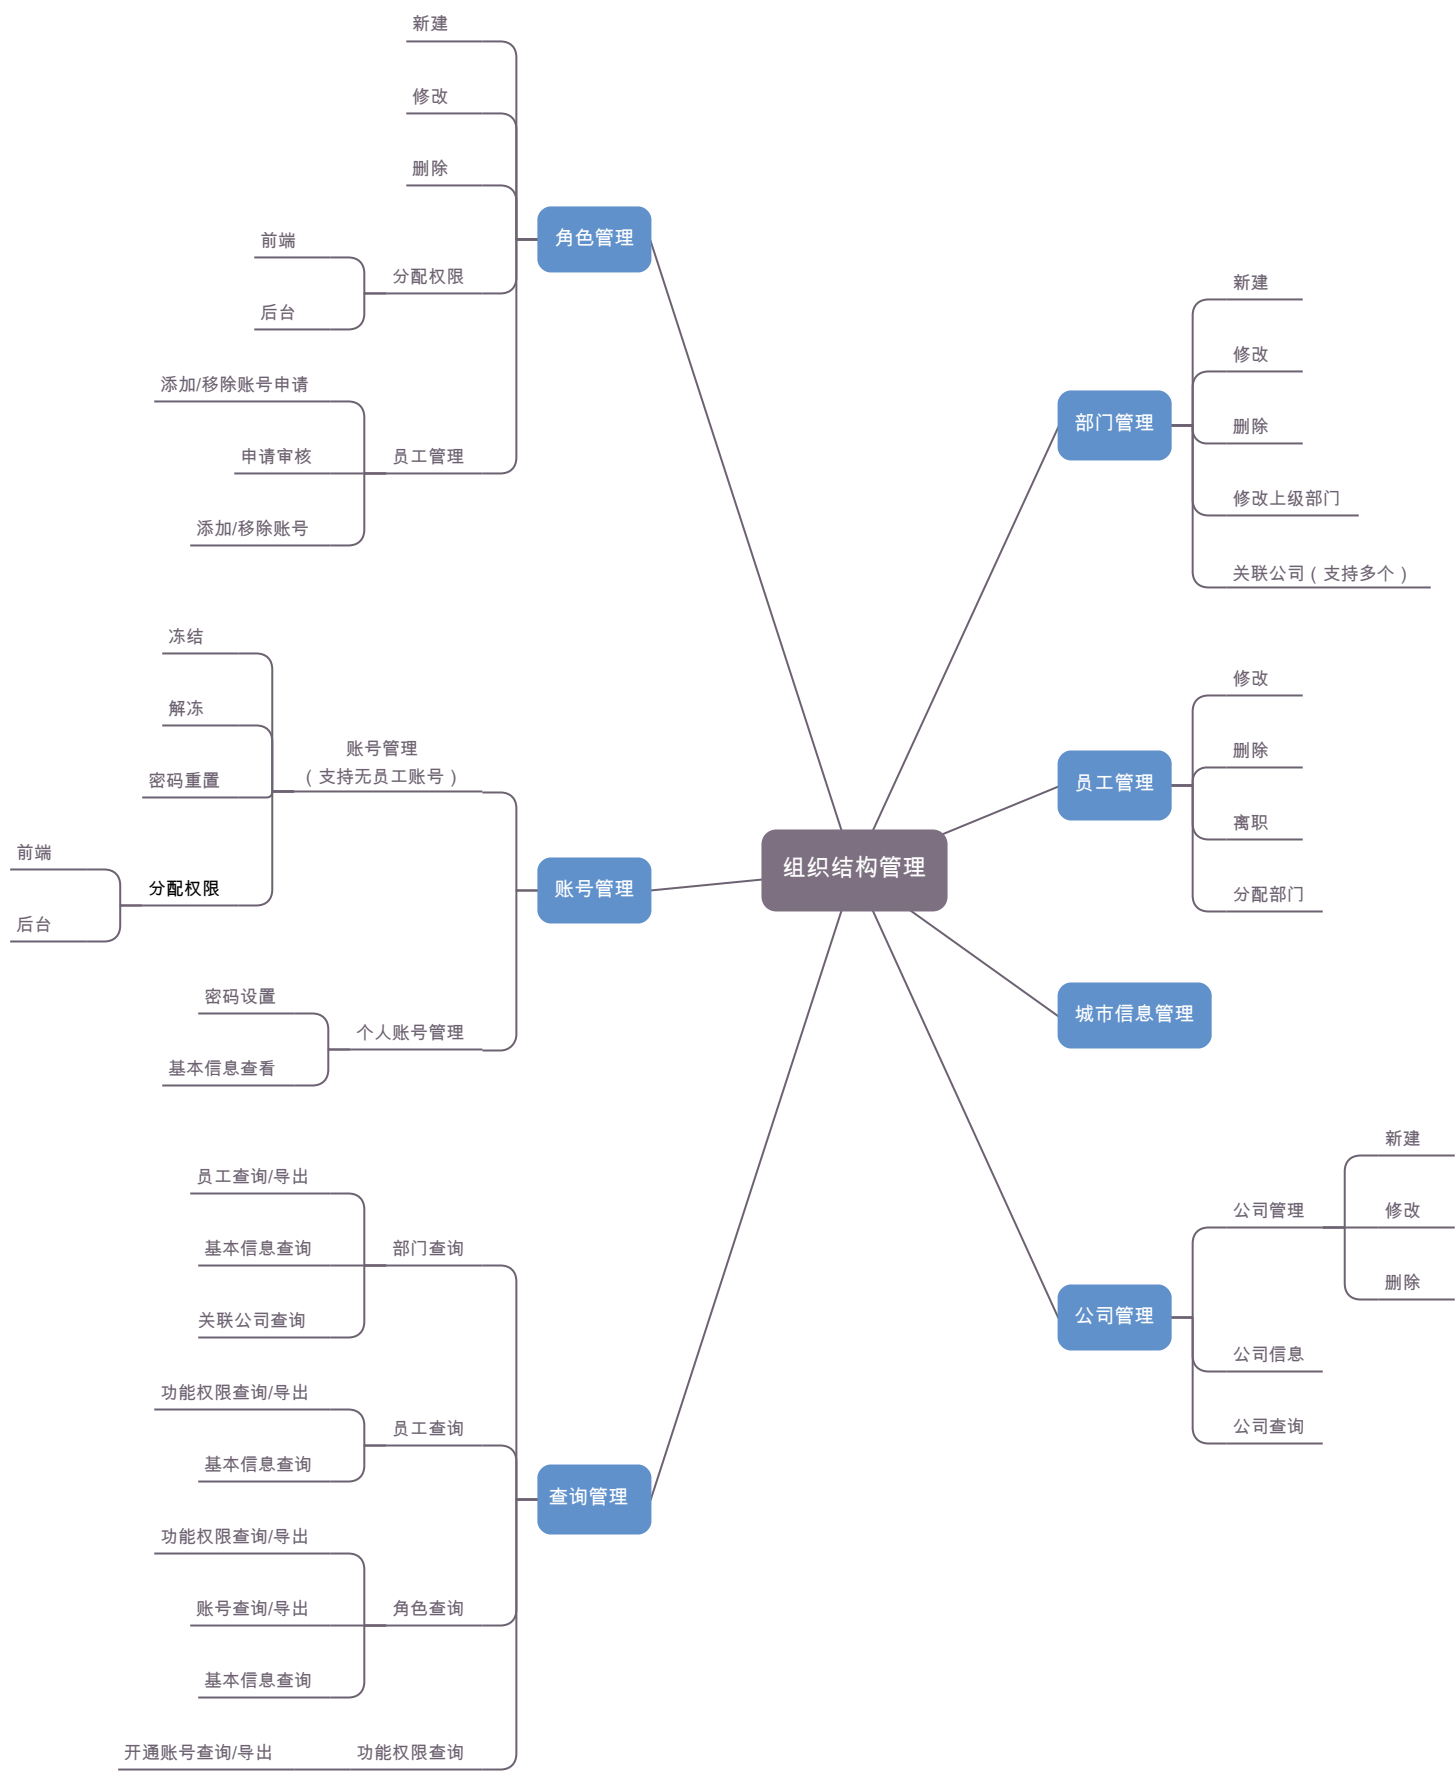 组织结构管理
角色管理
新建
修改
删除
分配权限
前端
后台
员工管理
添加/移除账号申请
申请审核
添加/移除账号
账号管理
账号管理
（支持无员工账号）
冻结
解冻
密码重置
分配权限
前端
后台
个人账号管理
密码设置
基本信息查看
查询管理
部门查询
员工查询/导出
基本信息查询
关联公司查询
员工查询
功能权限查询/导出
基本信息查询
角色查询
功能权限查询/导出
账号查询/导出
基本信息查询
功能权限查询
开通账号查询/导出
部门管理
新建
修改
删除
修改上级部门
关联公司（支持多个）
员工管理
修改
删除
离职
分配部门
城市信息管理
公司管理
公司管理
新建
修改
删除
公司信息
公司查询